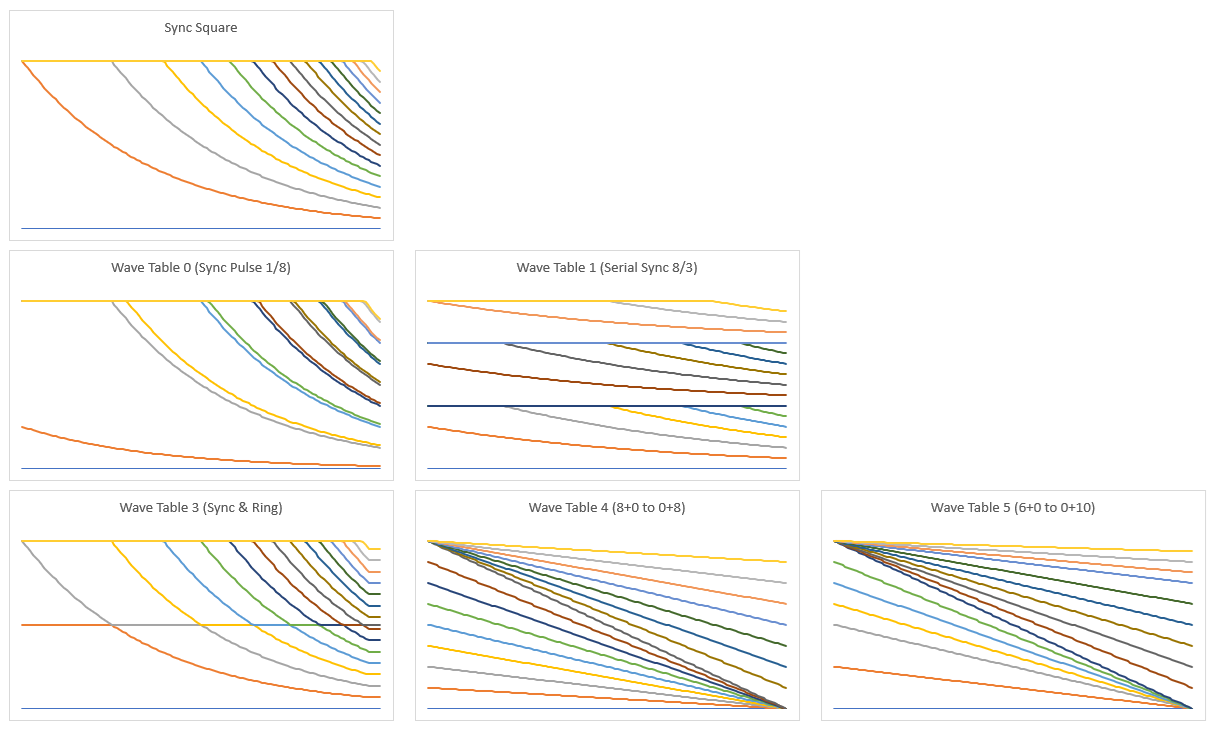 Sync Square
Wave Table 0 (Sync Pulse 1/8)
Wave Table 1 (Serial Sync 8/3)
Wave Table 3 (Sync & Ring)
Wave Table 4 (8+0 to 0+8)
Wave Table 5 (6+0 to 0+10)